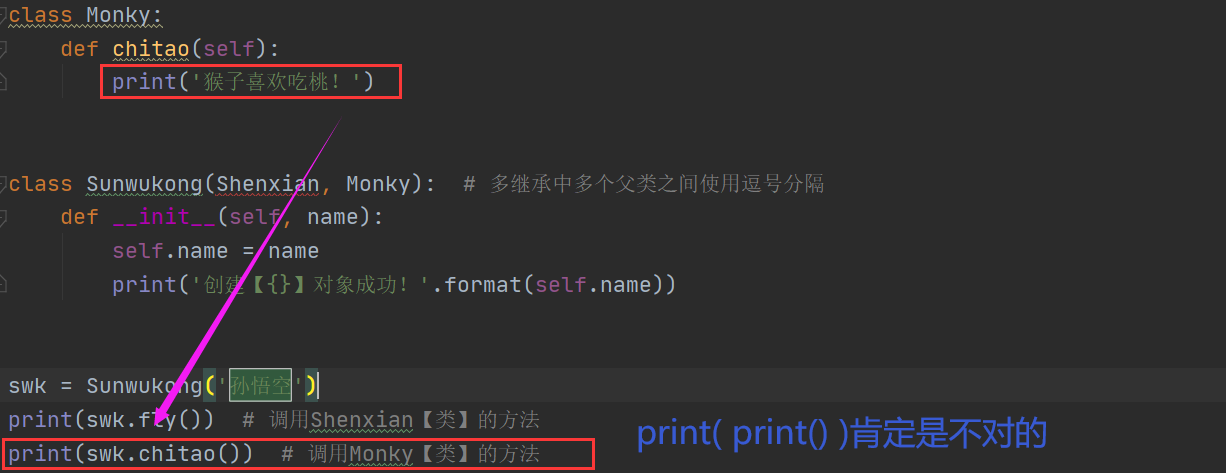 class Monky:
def chitao(self):
print('猴子喜欢吃桃！')
class Sunwukong(Shenxian, Monky):  # 多继承中多个父类之间使用逗号分隔
def __init__(self, name):
self.name = name
print('创建【{}】对象成功！'.format(self.name))
swk = Sunwukong('孙悟空')
print(swk.fly())  # 调用Shenxian【类】的方法
print(swk.chitao())  # 调用Monky【类】的方法
print( print() )肯定是不对的